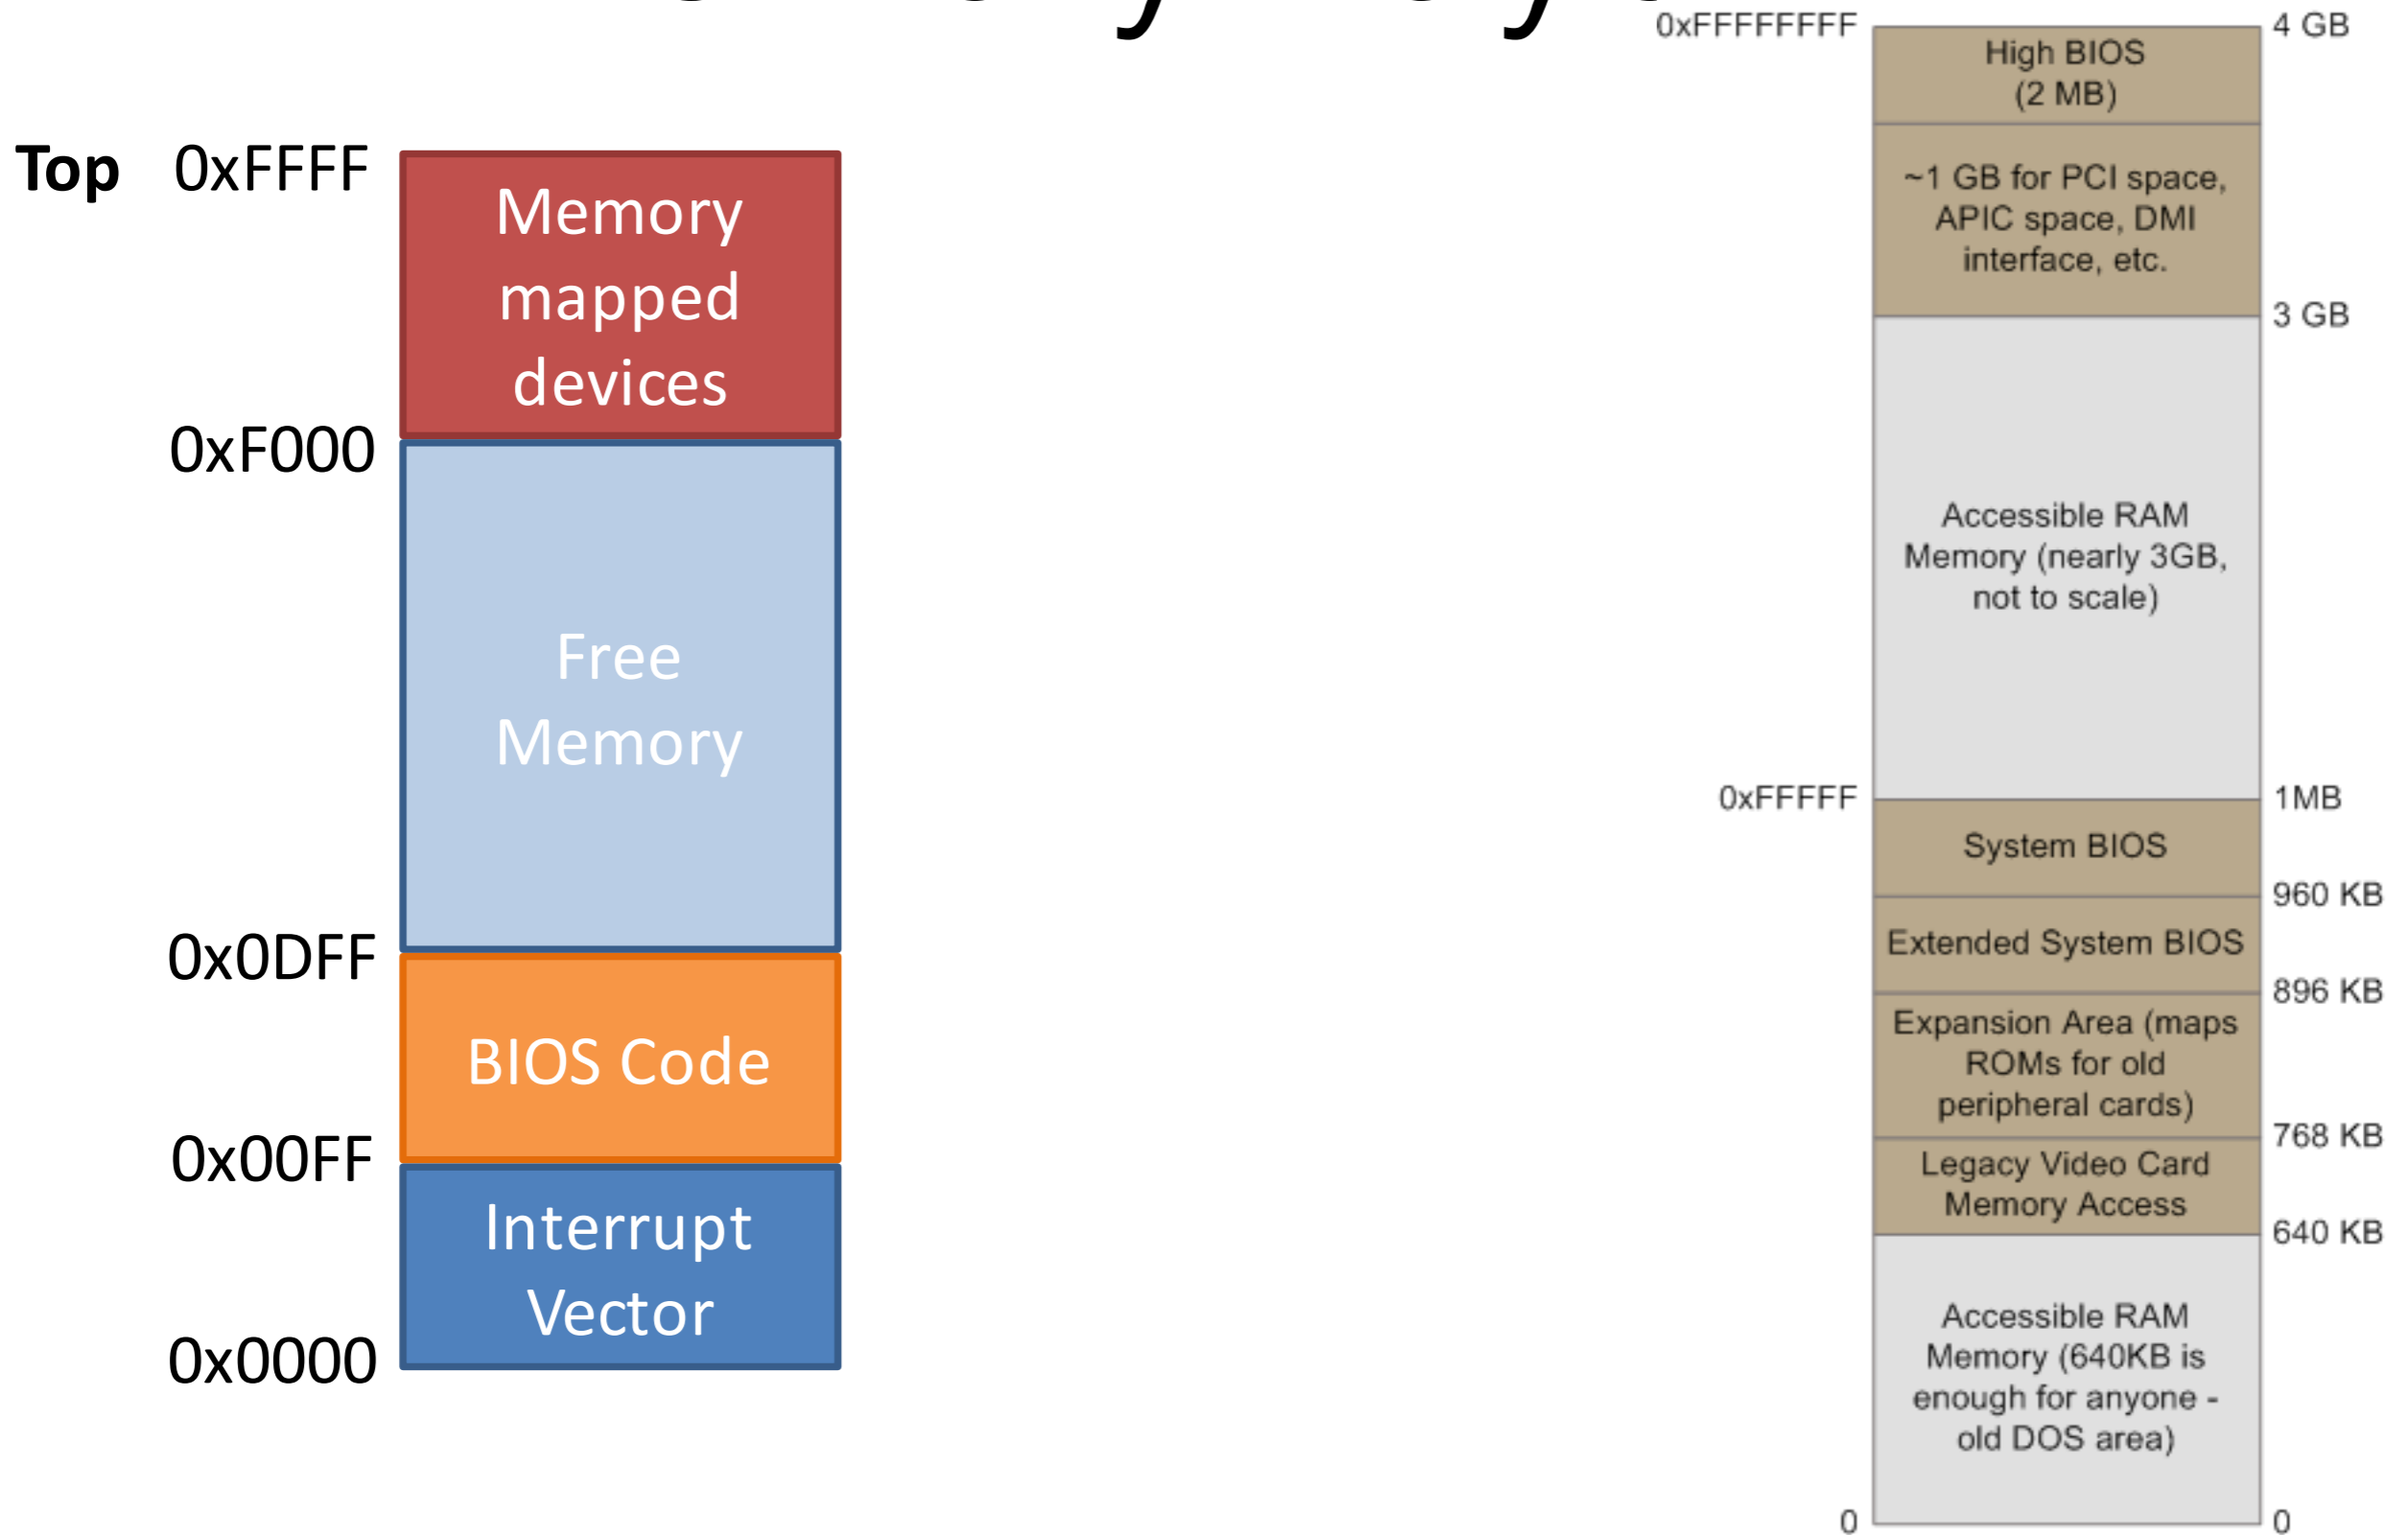 Top 0xFFFF
Memory
mapped
devices
0xF000
Free
Memory
0x0DFF
BIOS Code
0x00FF
Interrupt
Vector
0x0000
0xFFFFFFFF
4 GB
High BIOS
(2 MB)
~1 GB for PCI space,
APIC space, DMI
interface, etc.
3 GB
Accessible RAM
Memory (nearly 3GB,
not to scale)
0xFFFFF
1MB
System BIOS
960 KB
Extended System BIOS
896 KB
Expansion Area (maps
ROMs for old
peripheral cards)
768 KB
Legacy Video Card
Memory Access
640 KB
Accessible RAM
Memory (640KB is
enough for anyone -
old DOS area)
0
0